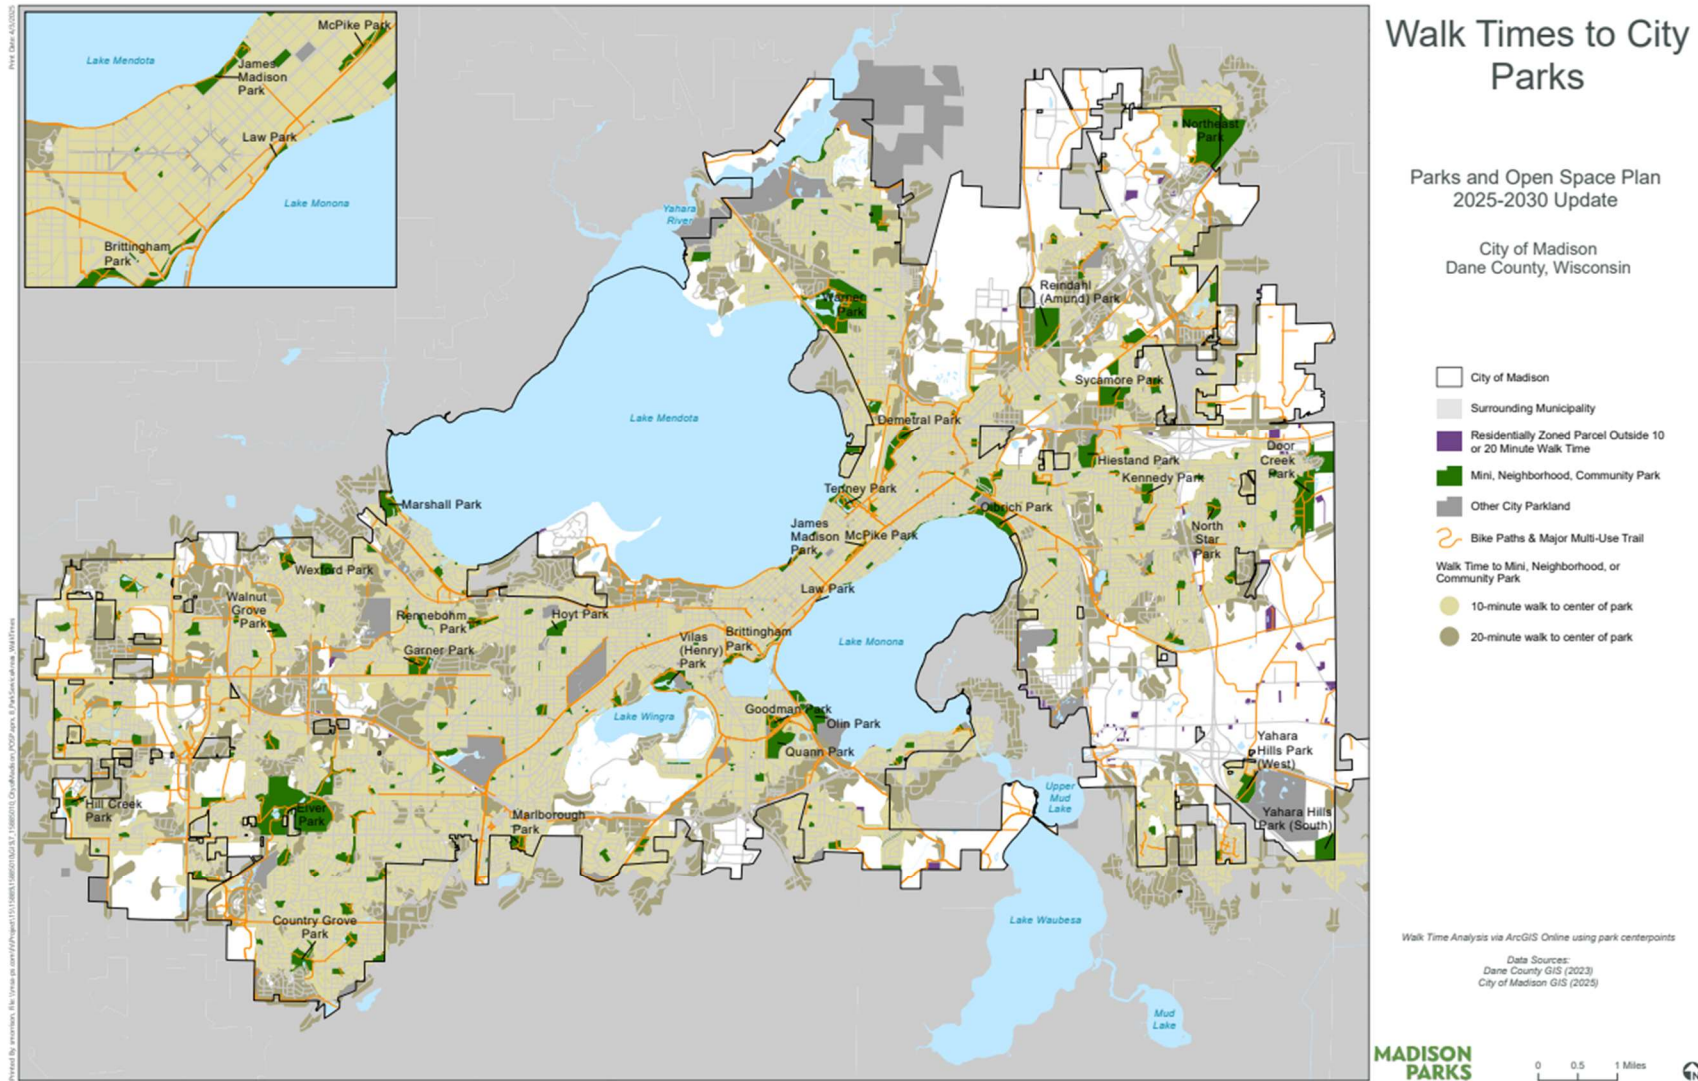 Print Date: 4/3/2025
Lake Mendota
McPike Park
James
Madison
Park
Law Park
Lake Monona
Brittingham
Park
Walk Times to City
Parks
Parks and Open Space Plan
2025-2030 Update
City of Madison
Dane County, Wisconsin
City of Madison
Surrounding Municipality
Residentially Zoned Parcel Outside 10
or 20 Minute Walk Time
Mini, Neighborhood, Community Park
Other City Parkland
Bike Paths & Major Multi-Use Trail
Walk Time to Mini, Neighborhood, or
Community Park
10-minute walk to center of park
20-minute walk to center of park
Northeast
Park
Yahara
River
Reindahl
(Amund) Park
Warner
Park
Sycamore Park
Lake Mendota
Demetral Park
Door
Creek
Park
Hiestand Park
Kennedy Park
Tenney Park
Marshall Park
Olbrich Park
James
Madison
Park
McPike Park
North
Star
Park
Wexford Park
Law Park
Walnut
Grove
Park
Rennebohm
Park
Hoyt Park
Vilas
(Henry)
Park
Brittingham
Park
Lake Monona
Garner Park
Goodman Park
Lake Wingra
Olin Park
Quann Park
Yahara
Hills Park
(West)
Upper
Mud
Lake
Hill Creek
Park
Elver
Park
Marlborough
Park
Yahara Hills
Park (South)
Country Grove
Park
Lake Waubesa
Mud
Lake
Walk Time Analysis via ArcGIS Online using park centerpoints
Data Sources:
Dane County GIS (2023)
City of Madison GIS (2025)
MADISON
PARKS
0 0.5 1 Miles
N